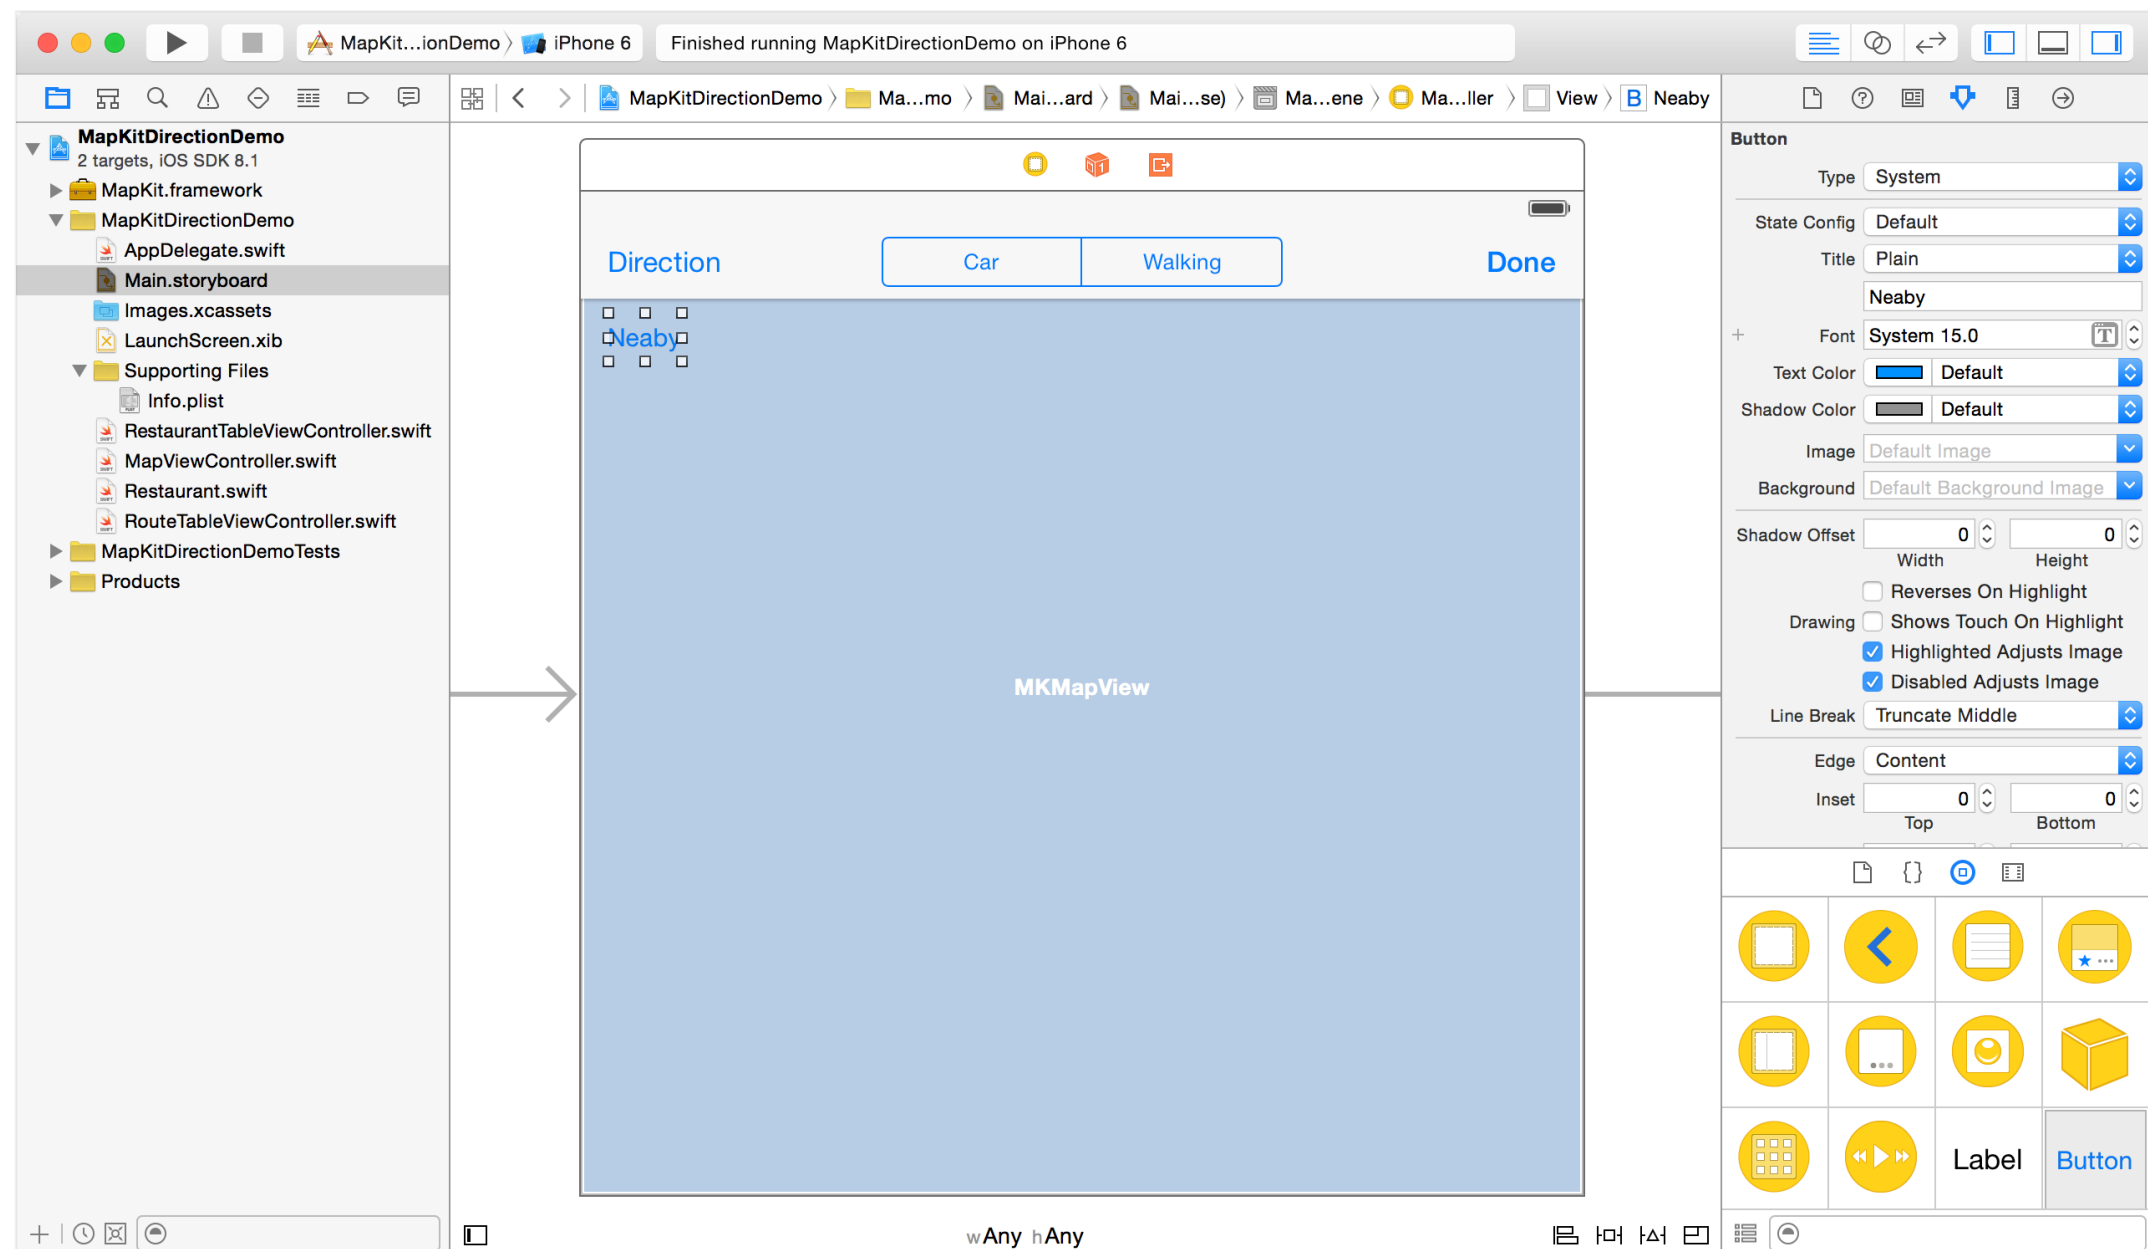 MapKit...ionDemo iPhone 6 Finished running MapKitDirectionDemo on iPhone 6
MapKitDirectionDemo Ma...mo Mai...ard Mai...se) Ma...ene Ma...ller View B Neaby
MapKitDirectionDemo
2 targets, iOS SDK 8.1
MapKit.framework
MapKitDirectionDemo
AppDelegate.swift
Main.storyboard
Images.xcassets
LaunchScreen.xib
Supporting Files
Info.plist
RestaurantTableViewController.swift
MapViewController.swift
Restaurant.swift
RouteTableViewController.swift
MapKitDirectionDemoTests
Products
Direction Car Walking Done
Neaby
MKMapView
wAny hAny
Button
Type System
State Config Default
Title Plain
Neaby
Font System 15.0 T
Text Color Default
Shadow Color Default
Image Default Image
Background Default Background Image
Shadow Offset 0 0
Width Height
Reverses On Highlight
Drawing Shows Touch On Highlight
Highlighted Adjusts Image
Disabled Adjusts Image
Line Break Truncate Middle
Edge Content
Inset 0 0
Top Bottom
{}
Label Button